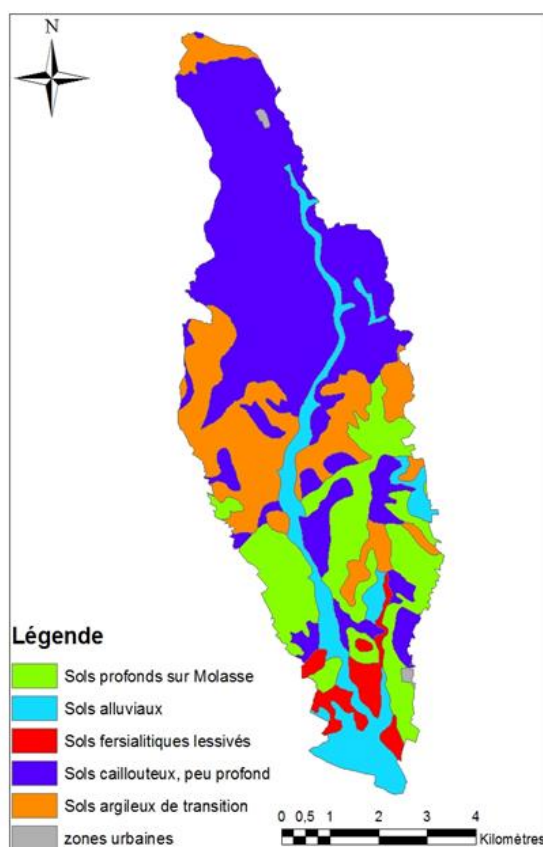 N
Légende
Sols profonds sur Molasse
Sols alluviaux
Sols fersialitiques lessivés
Sols caillouteux, peu profond
Sols argileux de transition
zones urbaines
0 0,5 1 2 3 4
Kilomètres